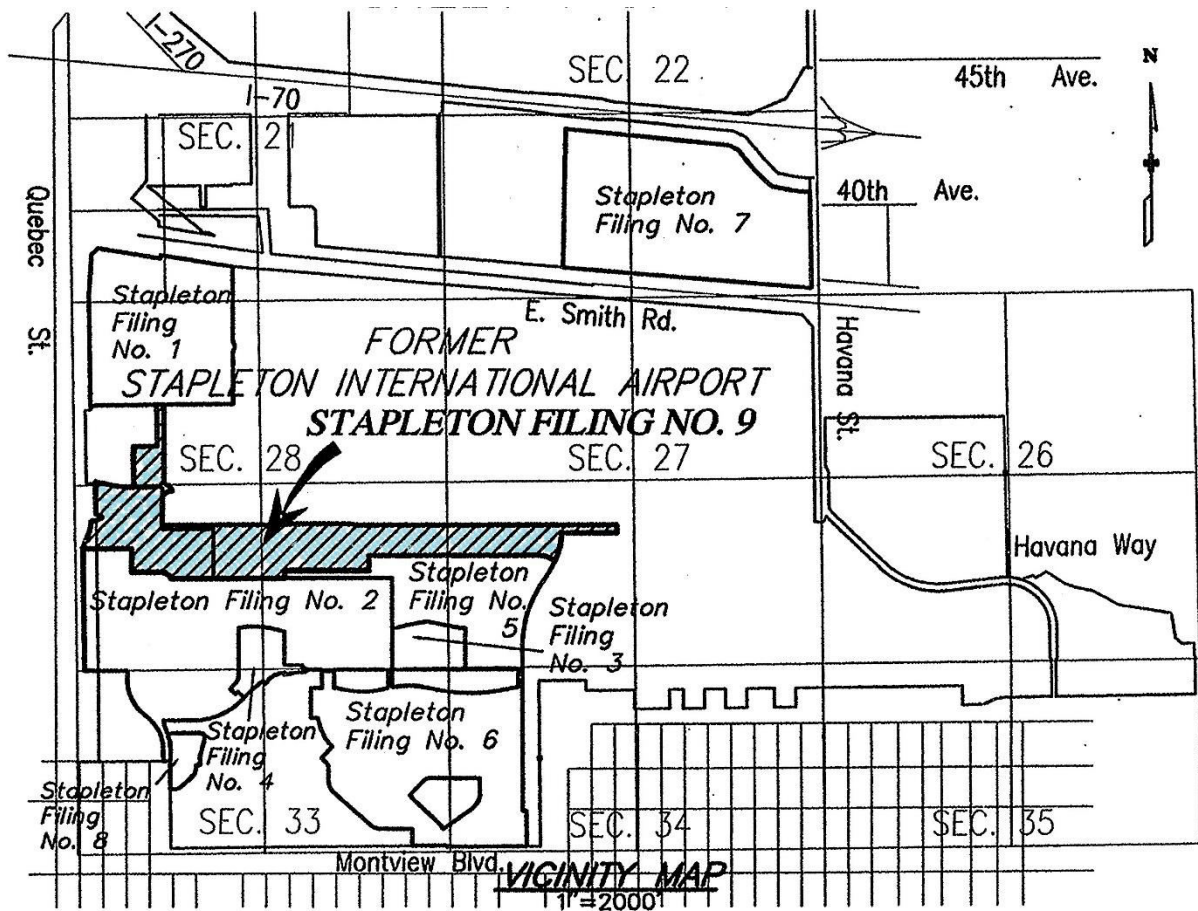 I-270
SEC. 22
45th Ave.
N
I-70
SEC. 21
Quebec St.
Stapleton
Filing No. 7
40th Ave.
Stapleton
Filing
No. 1
E. Smith Rd.
Havana St.
FORMER
STAPLETON INTERNATIONAL AIRPORT
STAPLETON FILING NO. 9
SEC. 28
SEC. 27
SEC. 26
Havana Way
Stapleton Filing No. 2
Stapleton
Filing No.
5
Stapleton
Filing
No. 3
Stapleton
Filing No. 6
Stapleton
Filing
No. 4
Stapleton
Filing
No. 8
SEC. 33
SEC. 34
SEC. 35
Montview Blvd.
VICINITY MAP
1"=2000'